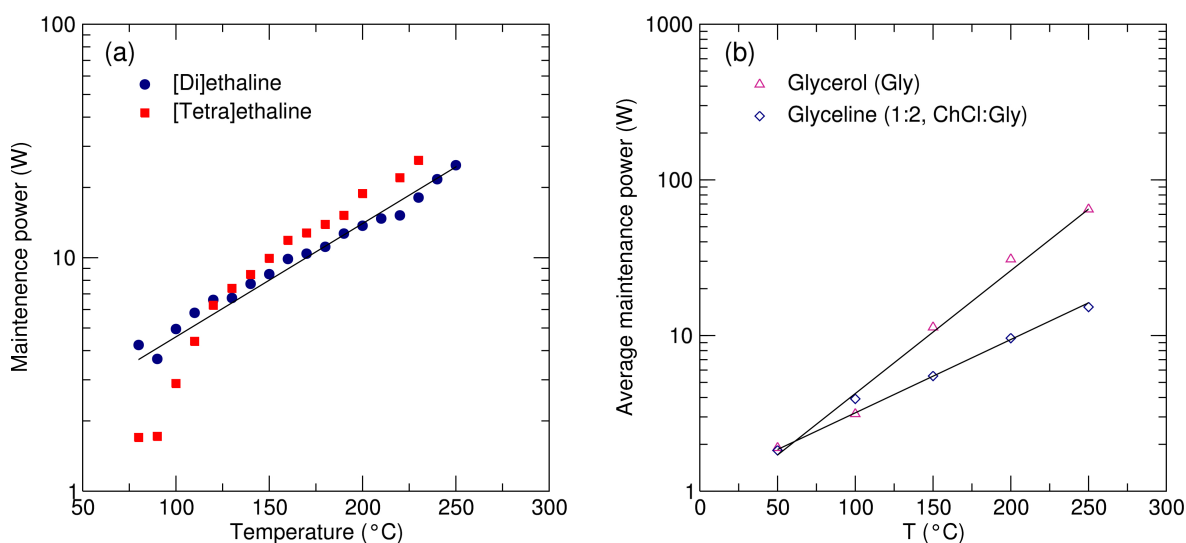 100
10
1
Maintenence power (W)
(a)
[Di]ethaline
[Tetra]ethaline
50 100 150 200 250 300
Temperature (°C)
1000
100
10
1
Average maintenance power (W)
(b)
Glycerol (Gly)
Glyceline (1:2, ChCl:Gly)
0 50 100 150 200 250 300
T (°C)